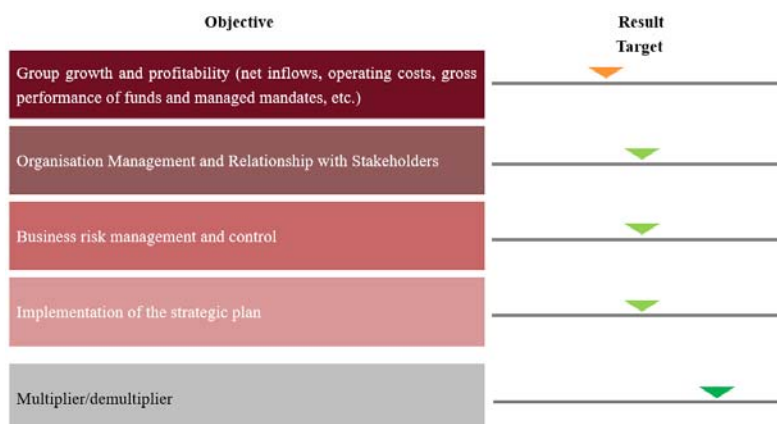 Objective
Result
Target
Group growth and profitability (net inflows, operating costs, gross
performance of funds and managed mandates, etc.)
Organisation Management and Relationship with Stakeholders
Business risk management and control
Implementation of the strategic plan
Multiplier/demultiplier